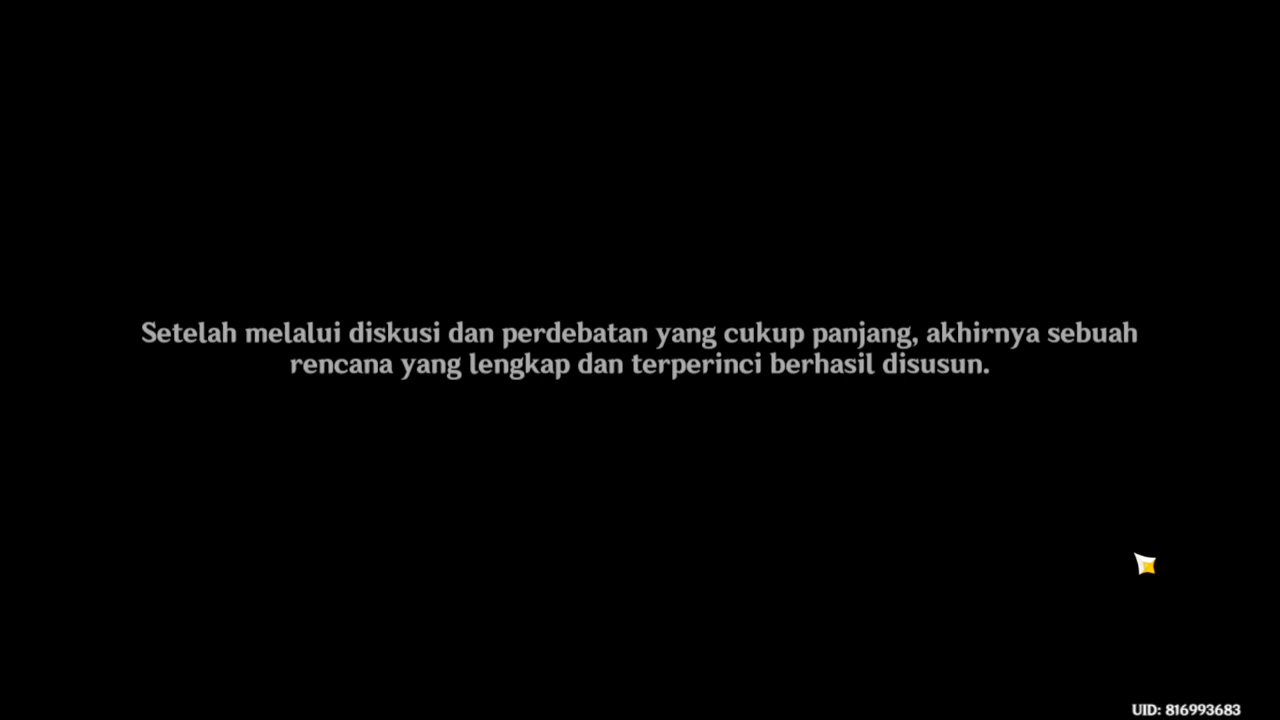 Setelah melalui diskusi dan perdebatan yang cukup panjang, akhirnya sebuah
rencana yang lengkap dan terperinci berhasil disusun.
UID: 816993683